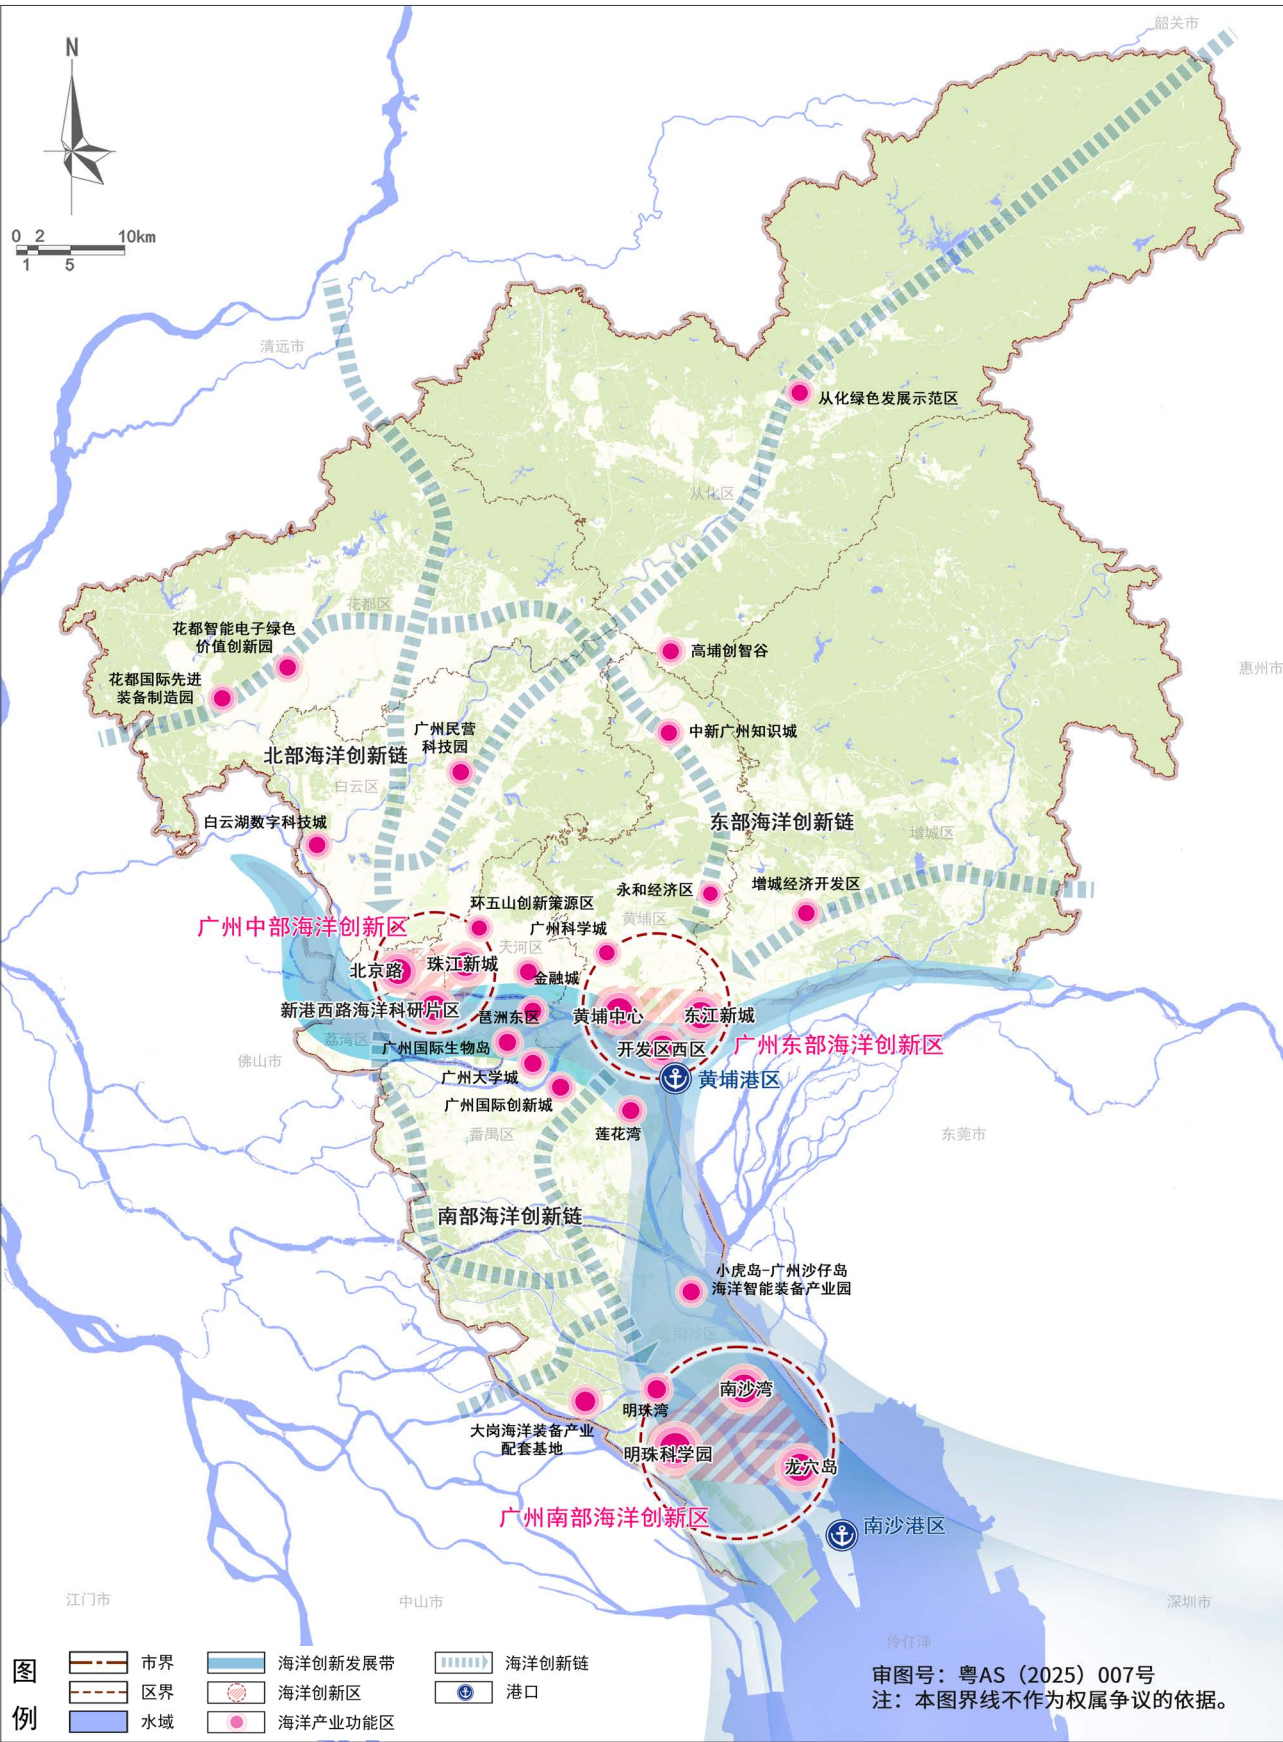 韶关市
N
0 2 10km
1 5
清远市
从化绿色发展示范区
从化区
花都区
花都智能电子绿色
价值创新园
高埔创智谷
惠州市
花都国际先进
装备制造园
广州民营
科技园
中新广州知识城
北部海洋创新链
白云区
白云湖数字科技城
东部海洋创新链
增城区
永和经济区
增城经济开发区
环五山创新策源区
广州中部海洋创新区
广州科学城
黄埔区
天河区
北京路
珠江新城
金融城
新港西路海洋科研片区
琶洲东区
黄埔中心
东江新城
荔湾区
广州国际生物岛
开发区西区
广州东部海洋创新区
佛山市
广州大学城
黄埔港区
广州国际创新城
番禺区
莲花湾
东莞市
南部海洋创新链
小虎岛-广州沙仔岛
海洋智能装备产业园
南沙区
南沙湾
明珠湾
大岗海洋装备产业
配套基地
明珠科学园
龙穴岛
广州南部海洋创新区
南沙港区
江门市
中山市
深圳市
伶仃洋
图
例
市界
海洋创新发展带
海洋创新链
区界
海洋创新区
港口
水域
海洋产业功能区
审图号：粤AS（2025）007号
注：本图界线不作为权属争议的依据。